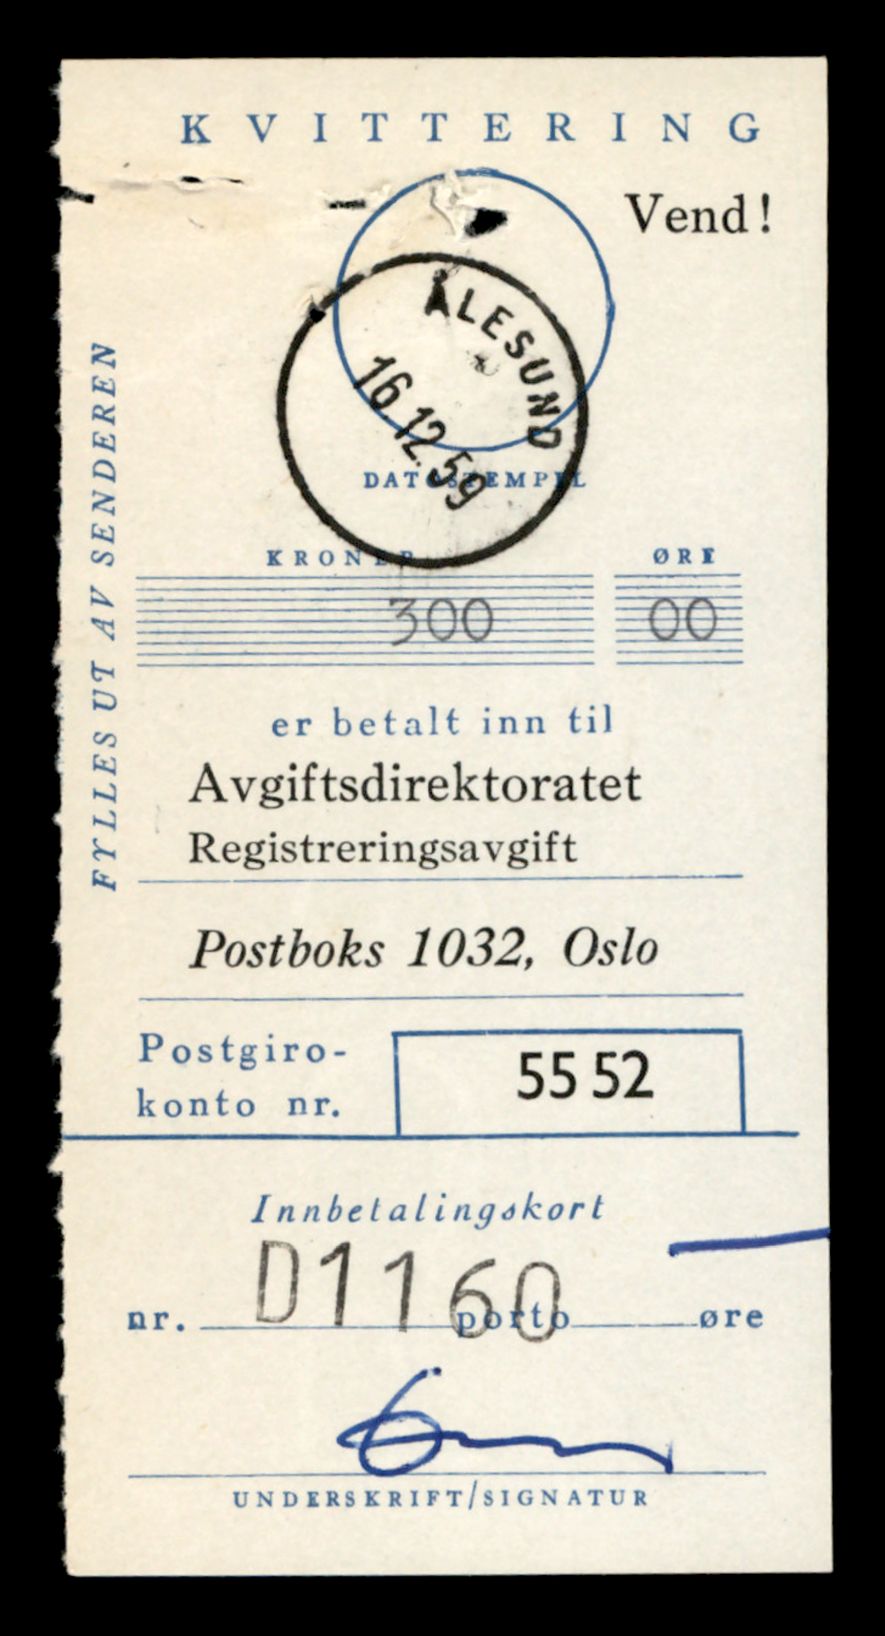 KVITTERING
Vend!
ÅLESUND
16 12.59
DATOSTEMPEL
FYLLES UT AV SENDEREN
KRONER ØRE
300 00
er betalt inn til
Avgiftsdirektoratet
Registreringsavgift
Postboks 1032, Oslo
Postgiro-
konto nr.
55 52
Innbetalingskort
nr. D1160 porto øre
UNDERSKRIFT/SIGNATUR